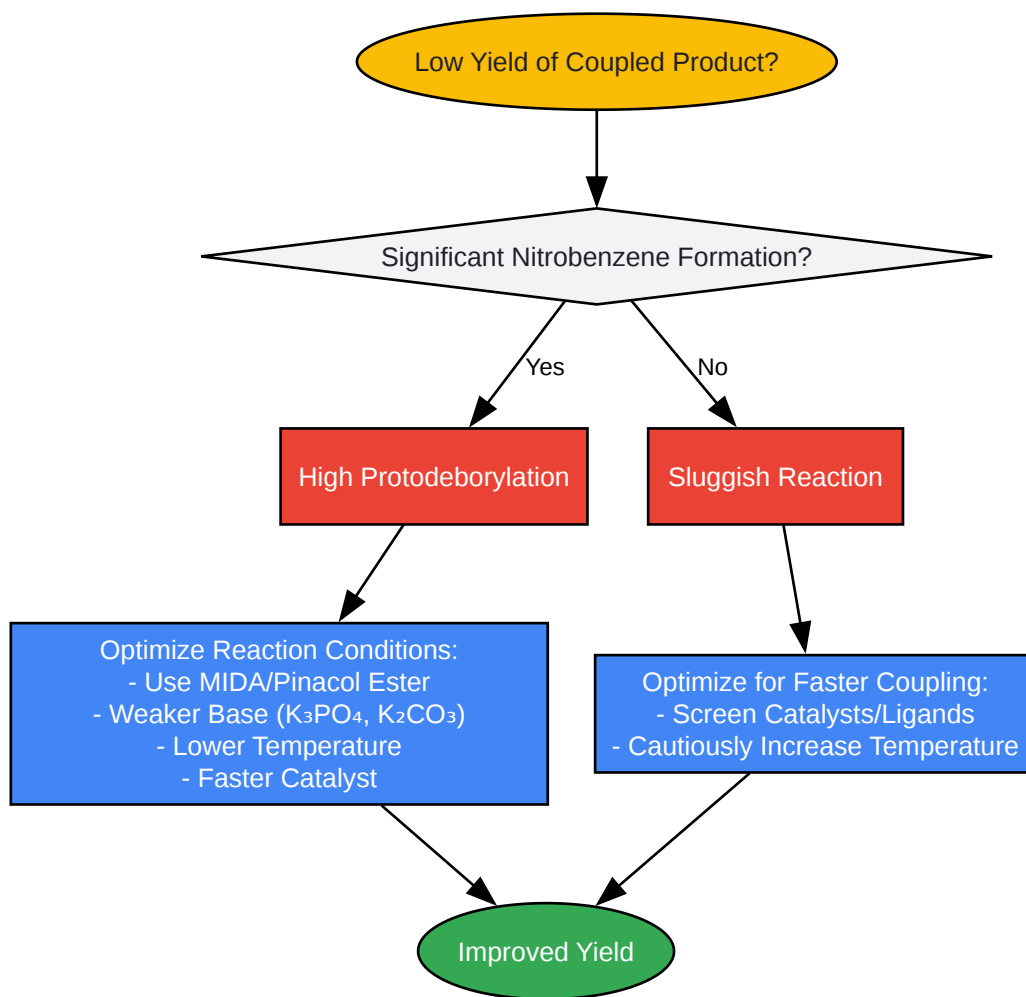 Low Yield of Coupled Product?
Significant Nitrobenzene Formation?
Yes
No
High Protodeborylation
Sluggish Reaction
Optimize Reaction Conditions:
- Use MIDA/Pinacol Ester
- Weaker Base (K₃PO₄, K₂CO₃)
- Lower Temperature
- Faster Catalyst
Optimize for Faster Coupling:
- Screen Catalysts/Ligands
- Cautiously Increase Temperature
Improved Yield